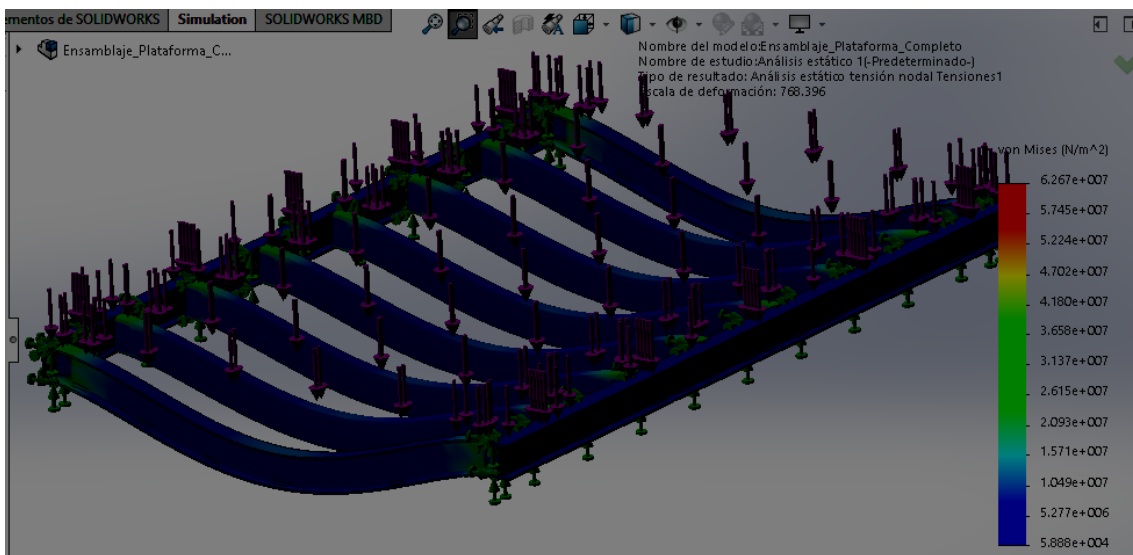 ementos de SOLIDWORKS Simulation SOLIDWORKS MBD
Ensamblaje_Plataforma_C...
Nombre del modelo:Ensamblaje_Plataforma_Completo
Nombre de estudio:Análisis estático 1(-Predeterminado-)
Tipo de resultado: Análisis estático tensión nodal Tensiones1
Escala de deformación: 768.396
von Mises (N/m^2)
6.267e+007
5.745e+007
5.224e+007
4.702e+007
4.180e+007
3.658e+007
3.137e+007
2.615e+007
2.093e+007
1.571e+007
1.049e+007
5.277e+006
5.888e+004